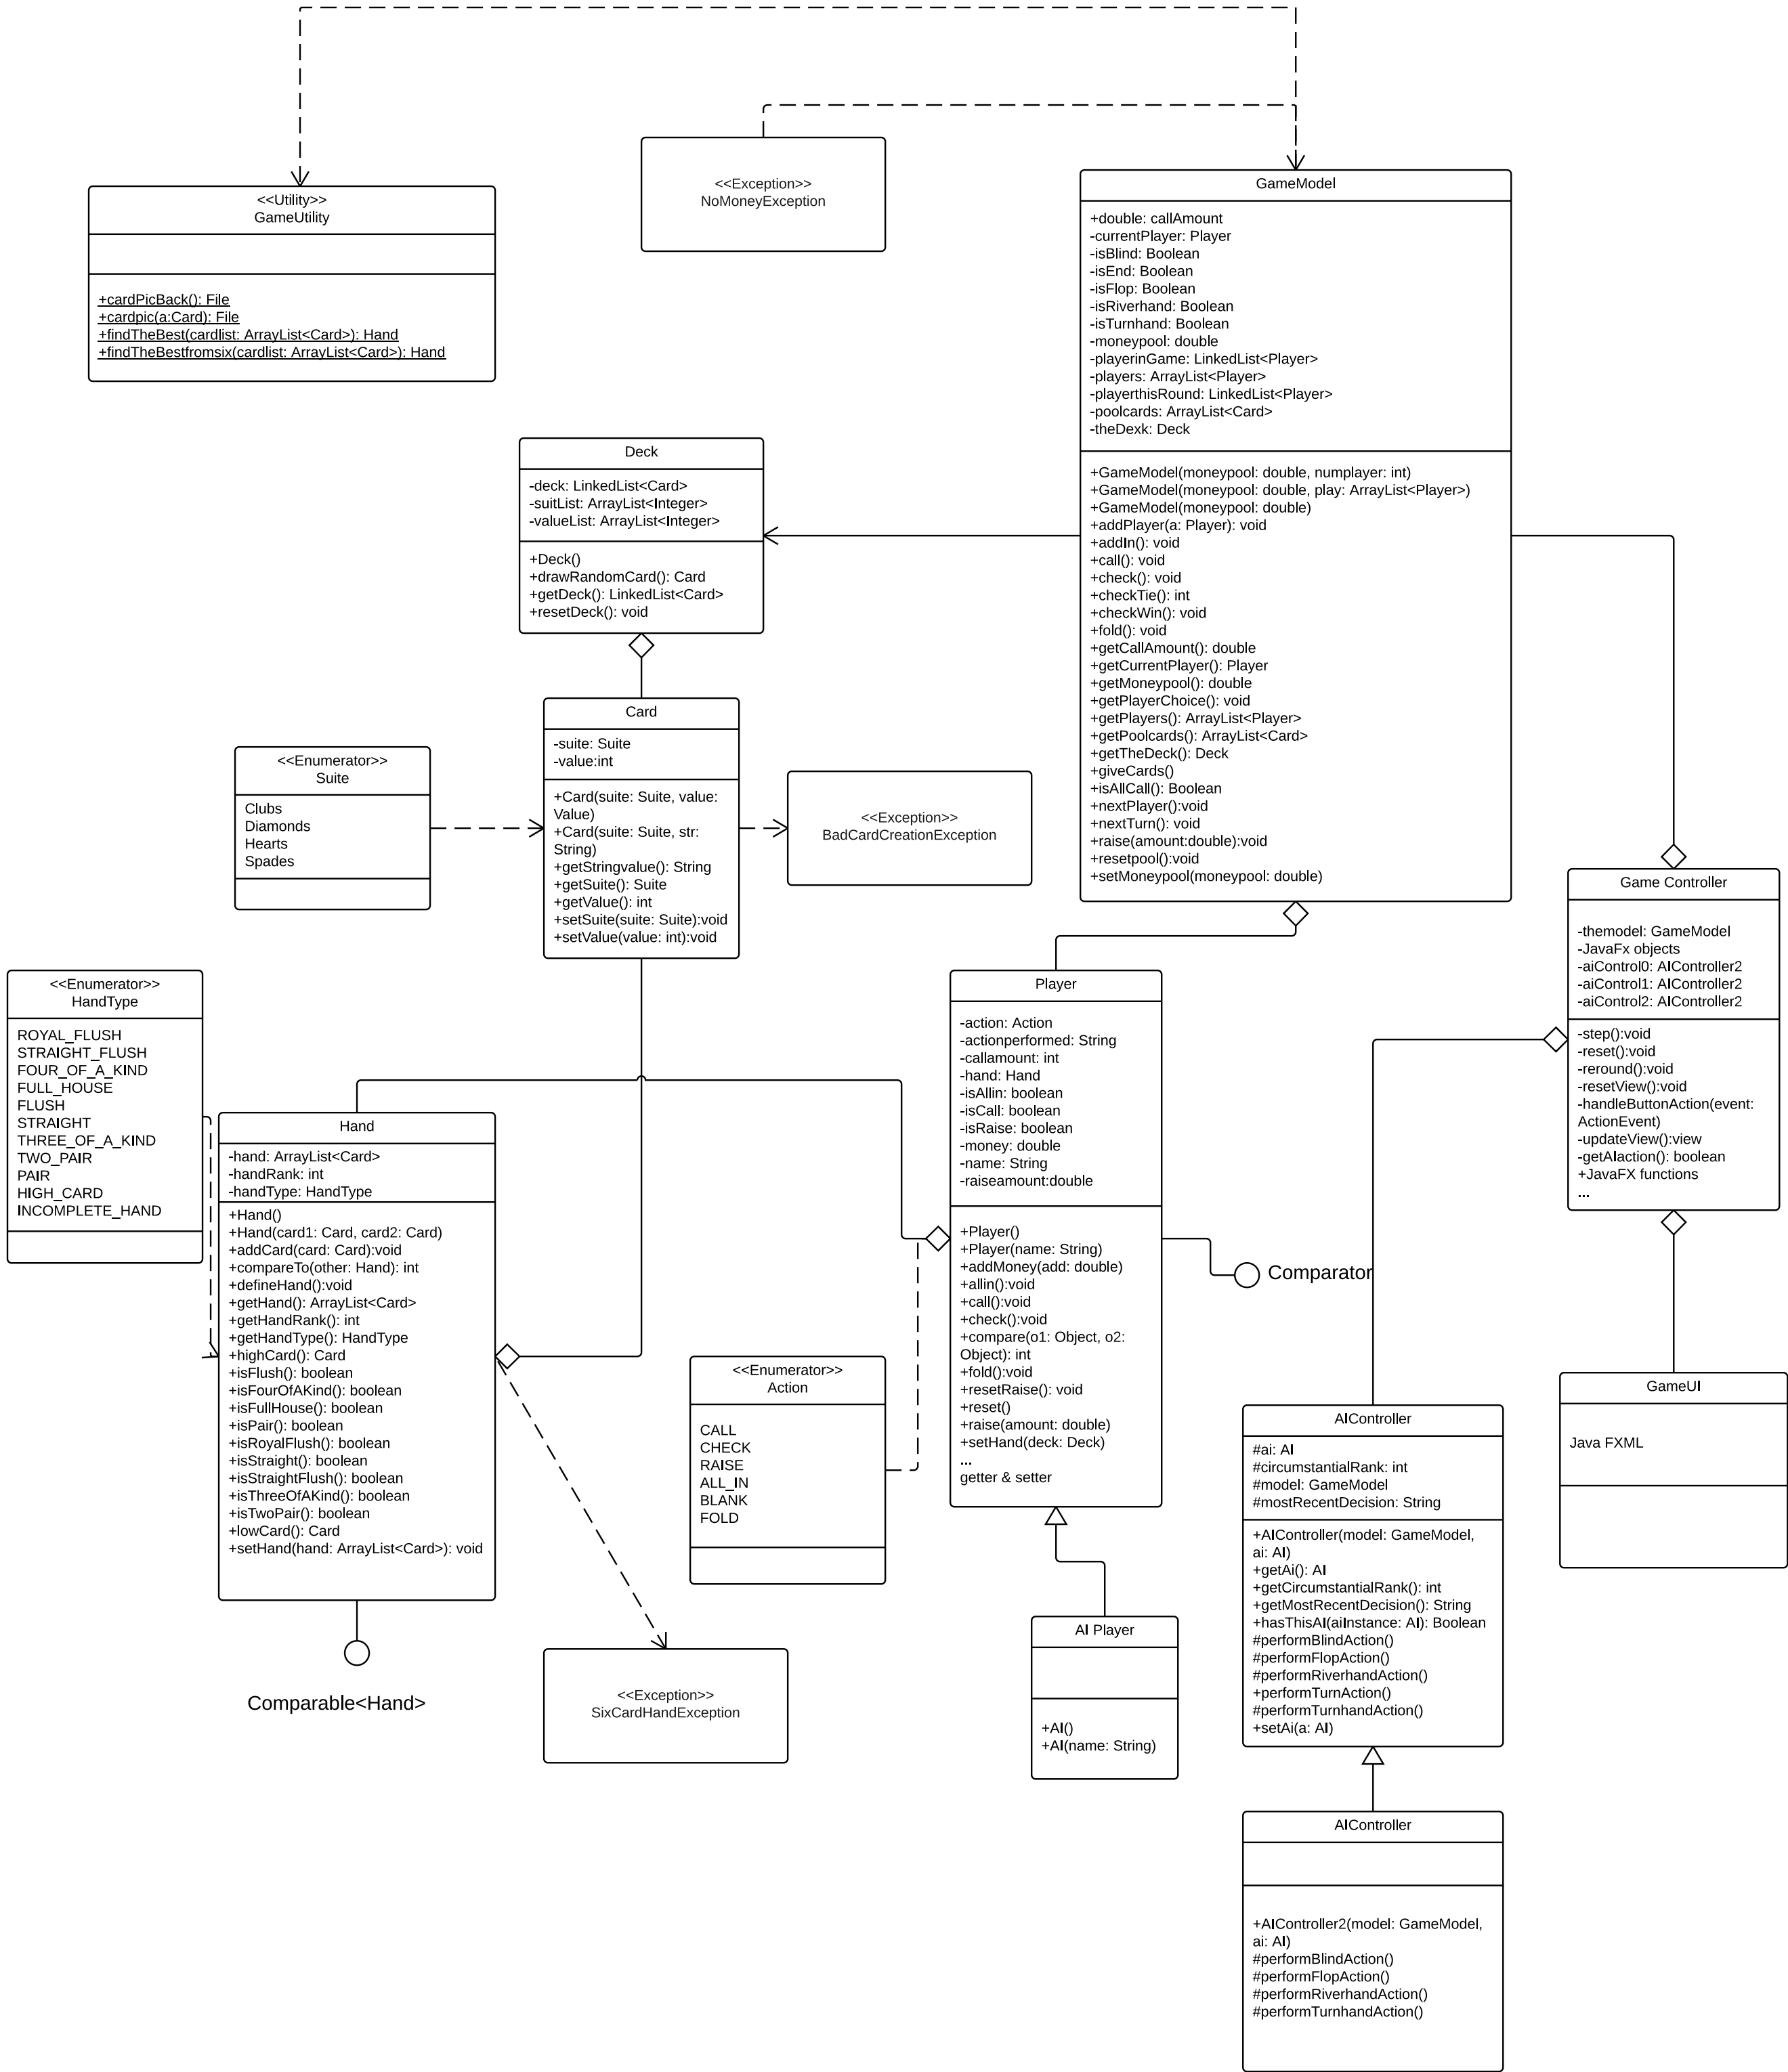 <<Utility>>
GameUtility
+cardPicBack(): File
+cardpic(a:Card): File
+findTheBest(cardlist: ArrayList<Card>): Hand
+findTheBestfromsix(cardlist: ArrayList<Card>): Hand
<<Exception>>
NoMoneyException
GameModel
+double: callAmount
-currentPlayer: Player
-isBlind: Boolean
-isEnd: Boolean
-isFlop: Boolean
-isRiverhand: Boolean
-isTurnhand: Boolean
-moneypool: double
-playerinGame: LinkedList<Player>
-players: ArrayList<Player>
-playerthisRound: LinkedList<Player>
-poolcards: ArrayList<Card>
-theDexk: Deck
+GameModel(moneypool: double, numplayer: int)
+GameModel(moneypool: double, play: ArrayList<Player>)
+GameModel(moneypool: double)
+addPlayer(a: Player): void
+addIn(): void
+call(): void
+check(): void
+checkTie(): int
+checkWin(): void
+fold(): void
+getCallAmount(): double
+getCurrentPlayer(): Player
+getMoneypool(): double
+getPlayerChoice(): void
+getPlayers(): ArrayList<Player>
+getPoolcards(): ArrayList<Card>
+getTheDeck(): Deck
+giveCards()
+isAllCall(): Boolean
+nextPlayer():void
+nextTurn(): void
+raise(amount:double):void
+resetpool():void
+setMoneypool(moneypool: double)
Deck
-deck: LinkedList<Card>
-suitList: ArrayList<Integer>
-valueList: ArrayList<Integer>
+Deck()
+drawRandomCard(): Card
+getDeck(): LinkedList<Card>
+resetDeck(): void
Card
-suite: Suite
-value:int
+Card(suite: Suite, value:
Value)
+Card(suite: Suite, str:
String)
+getStringvalue(): String
+getSuite(): Suite
+getValue(): int
+setSuite(suite: Suite):void
+setValue(value: int):void
<<Enumerator>>
Suite
Clubs
Diamonds
Hearts
Spades
<<Exception>>
BadCardCreationException
Game Controller
-themodel: GameModel
-JavaFx objects
-aiControl0: AIController2
-aiControl1: AIController2
-aiControl2: AIController2
-step():void
-reset():void
-reround():void
-resetView():void
-handleButtonAction(event:
ActionEvent)
-updateView():view
-getAIaction(): boolean
+JavaFX functions
...
<<Enumerator>>
HandType
ROYAL_FLUSH
STRAIGHT_FLUSH
FOUR_OF_A_KIND
FULL_HOUSE
FLUSH
STRAIGHT
THREE_OF_A_KIND
TWO_PAIR
PAIR
HIGH_CARD
INCOMPLETE_HAND
Hand
-hand: ArrayList<Card>
-handRank: int
-handType: HandType
+Hand()
+Hand(card1: Card, card2: Card)
+addCard(card: Card):void
+compareTo(other: Hand): int
+defineHand():void
+getHand(): ArrayList<Card>
+getHandRank(): int
+getHandType(): HandType
+highCard(): Card
+isFlush(): boolean
+isFourOfAKind(): boolean
+isFullHouse(): boolean
+isPair(): boolean
+isRoyalFlush(): boolean
+isStraight(): boolean
+isStraightFlush(): boolean
+isThreeOfAKind(): boolean
+isTwoPair(): boolean
+lowCard(): Card
+setHand(hand: ArrayList<Card>): void
Comparable<Hand>
Player
-action: Action
-actionperformed: String
-callamount: int
-hand: Hand
-isAllin: boolean
-isCall: boolean
-isRaise: boolean
-money: double
-name: String
-raiseamount:double
+Player()
+Player(name: String)
+addMoney(add: double)
+allin():void
+call():void
+check():void
+compare(o1: Object, o2:
Object): int
+fold():void
+resetRaise(): void
+reset()
+raise(amount: double)
+setHand(deck: Deck)
...
getter & setter
Comparator
<<Enumerator>>
Action
CALL
CHECK
RAISE
ALL_IN
BLANK
FOLD
<<Exception>>
SixCardHandException
AI Player
+AI()
+AI(name: String)
AIController
#ai: AI
#circumstantialRank: int
#model: GameModel
#mostRecentDecision: String
+AIController(model: GameModel,
ai: AI)
+getAi(): AI
+getCircumstantialRank(): int
+getMostRecentDecision(): String
+hasThisAI(aiInstance: AI): Boolean
#performBlindAction()
#performFlopAction()
#performRiverhandAction()
+performTurnAction()
#performTurnhandAction()
+setAi(a: AI)
GameUI
Java FXML
AIController
+AIController2(model: GameModel,
ai: AI)
#performBlindAction()
#performFlopAction()
#performRiverhandAction()
#performTurnhandAction()